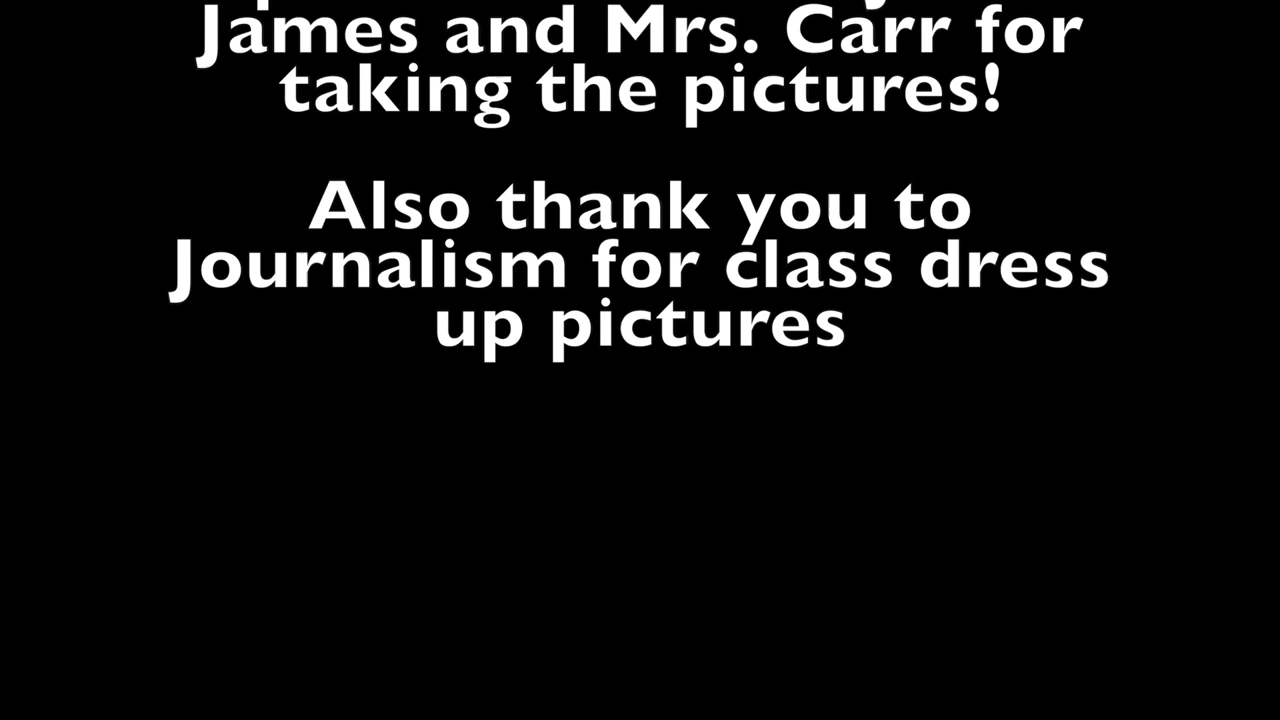 James and Mrs. Carr for
taking the pictures!
Also thank you to
Journalism for class dress
up pictures